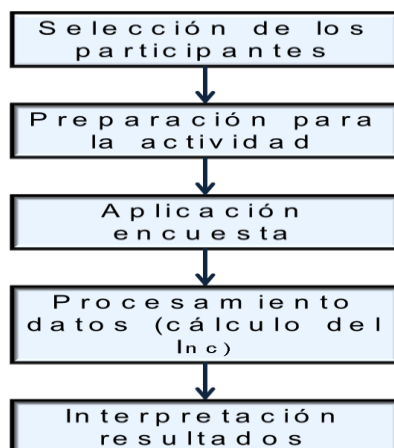 Selección de los
participantes
Preparación para
la actividad
Aplicación
encuesta
Procesamiento
datos (cálculo del
Inc)
Interpretación
resultados